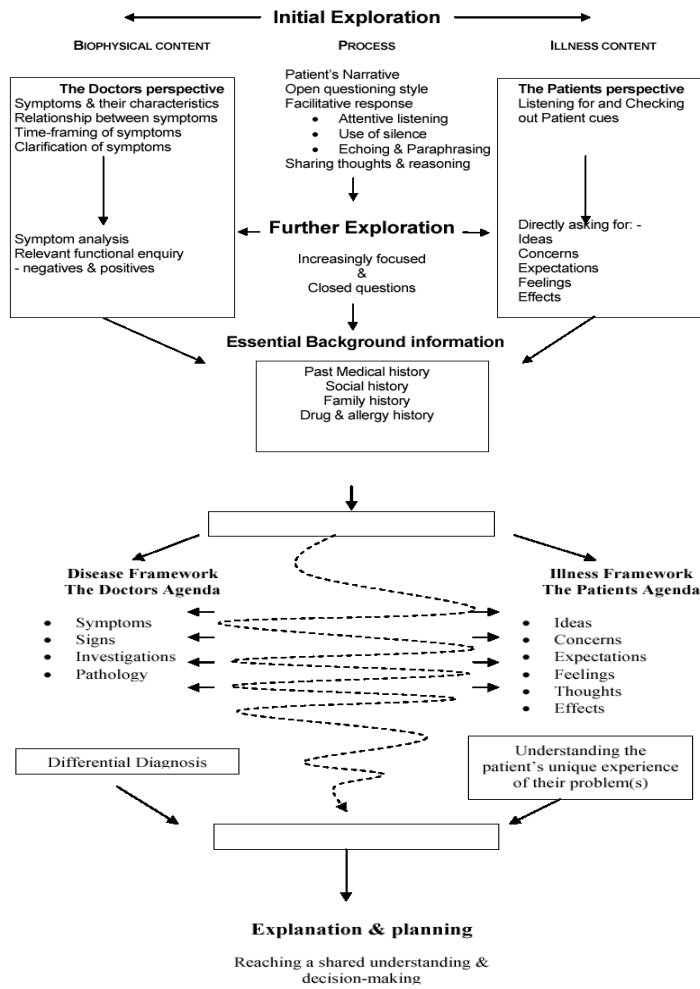 Initial Exploration
BIOPHYSICAL CONTENT
The Doctors perspective
Symptoms & their characteristics
Relationship between symptoms
Time-framing of symptoms
Clarification of symptoms
Symptom analysis
Relevant functional enquiry
- negatives & positives
PROCESS
Patient's Narrative
Open questioning style
Facilitative response
• Attentive listening
• Use of silence
• Echoing & Paraphrasing
Sharing thoughts & reasoning
Further Exploration
Increasingly focused
&
Closed questions
ILLNESS CONTENT
The Patients perspective
Listening for and Checking
out Patient cues
Directly asking for: -
Ideas
Concerns
Expectations
Feelings
Effects
Essential Background information
Past Medical history
Social history
Family history
Drug & allergy history
Disease Framework
The Doctors Agenda
• Symptoms
• Signs
• Investigations
• Pathology
Differential Diagnosis
Illness Framework
The Patients Agenda
• Ideas
• Concerns
• Expectations
• Feelings
• Thoughts
• Effects
Understanding the
patient's unique experience
of their problem(s)
Explanation & planning
Reaching a shared understanding &
decision-making